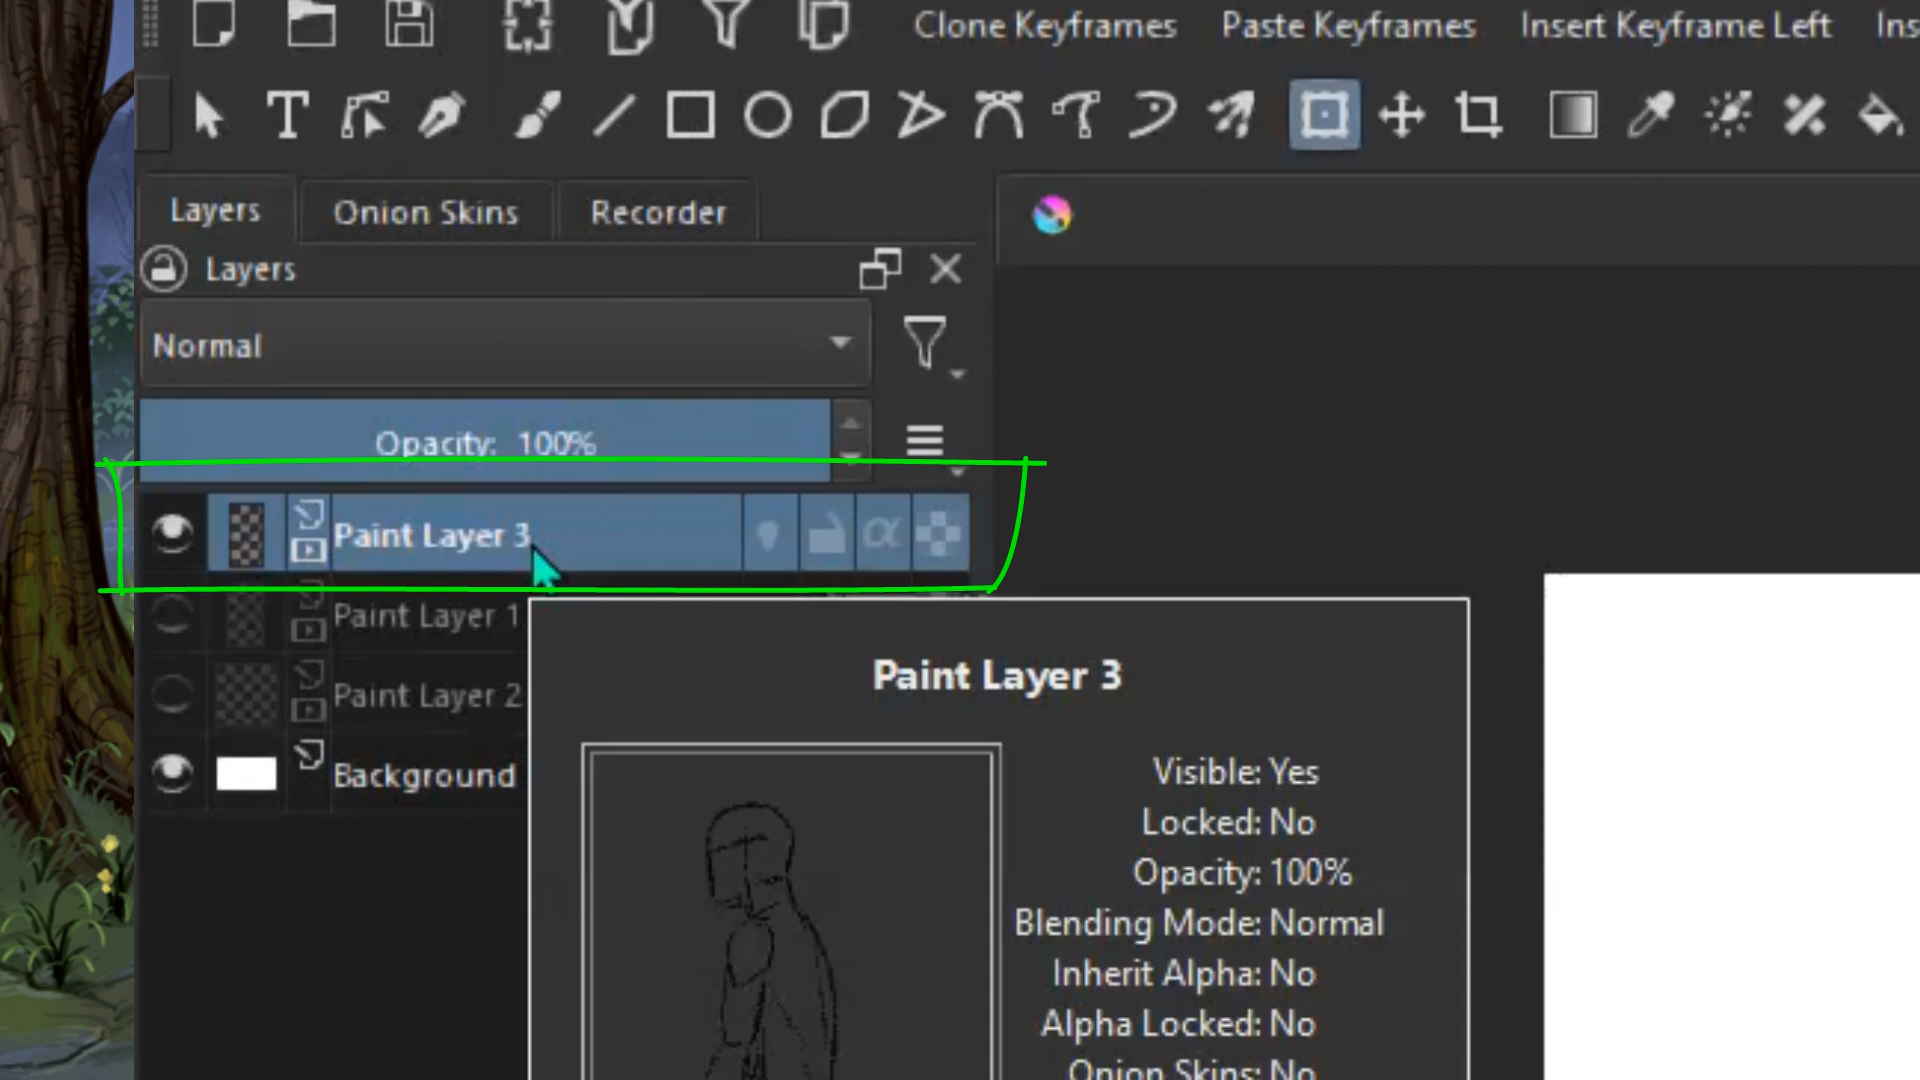 Clone Keyframes Paste Keyframes Insert Keyframe Left Ins
Layers Onion Skins Recorder
Layers
Normal
Opacity: 100%
Paint Layer 3
Paint Layer 1
Paint Layer 2
Background
Paint Layer 3
Visible: Yes
Locked: No
Opacity: 100%
Blending Mode: Normal
Inherit Alpha: No
Alpha Locked: No
Onion Skins: No